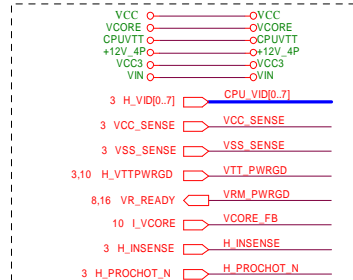 VCC VCC
VCORE VCORE
CPUVTT CPUVTT
+12V_4P +12V_4P
VCC3 VCC3
VIN VIN
3 H_VID[0..7] CPU_VID[0..7]
3 VCC_SENSE VCC_SENSE
3 VSS_SENSE VSS_SENSE
3,10 H_VTTPWRGD VTT_PWRGD
8,16 VR_READY VRM_PWRGD
10 I_VCORE VCORE_FB
3 H_INSENSE H_INSENSE
3 H_PROCHOT_N H_PROCHOT_N